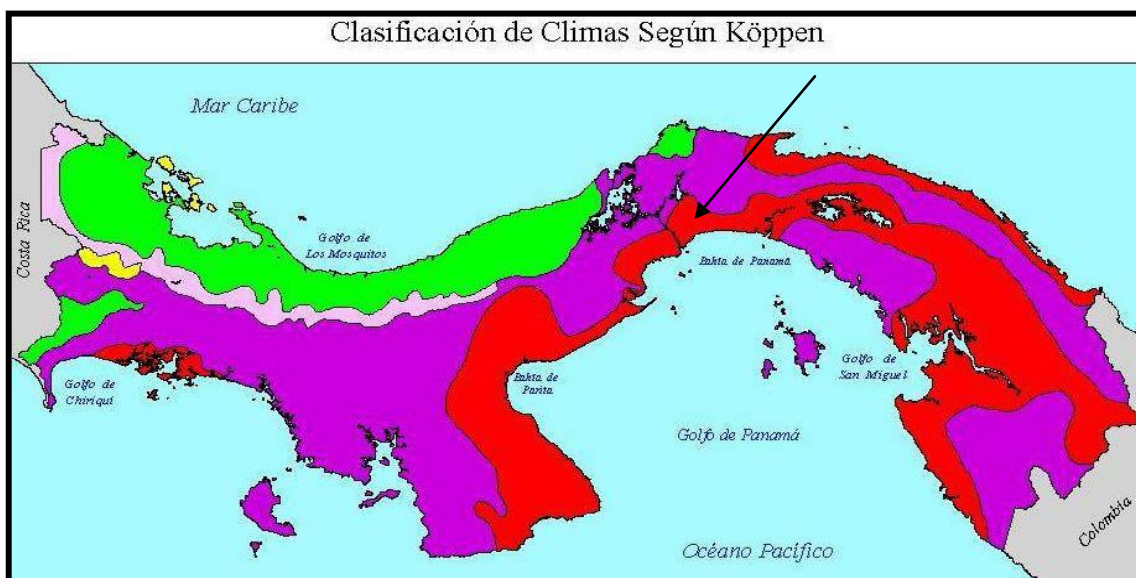 Clasificación de Climas Según Köppen
Mar Caribe
Costa Rica
Golfo de
Los Mosquitos
Bahía de Panamá
Golfo de
Chiriquí
Bahía de
Parita
Golfo de
San Miguel
Golfo de Panamá
Océano Pacífico
Colombia